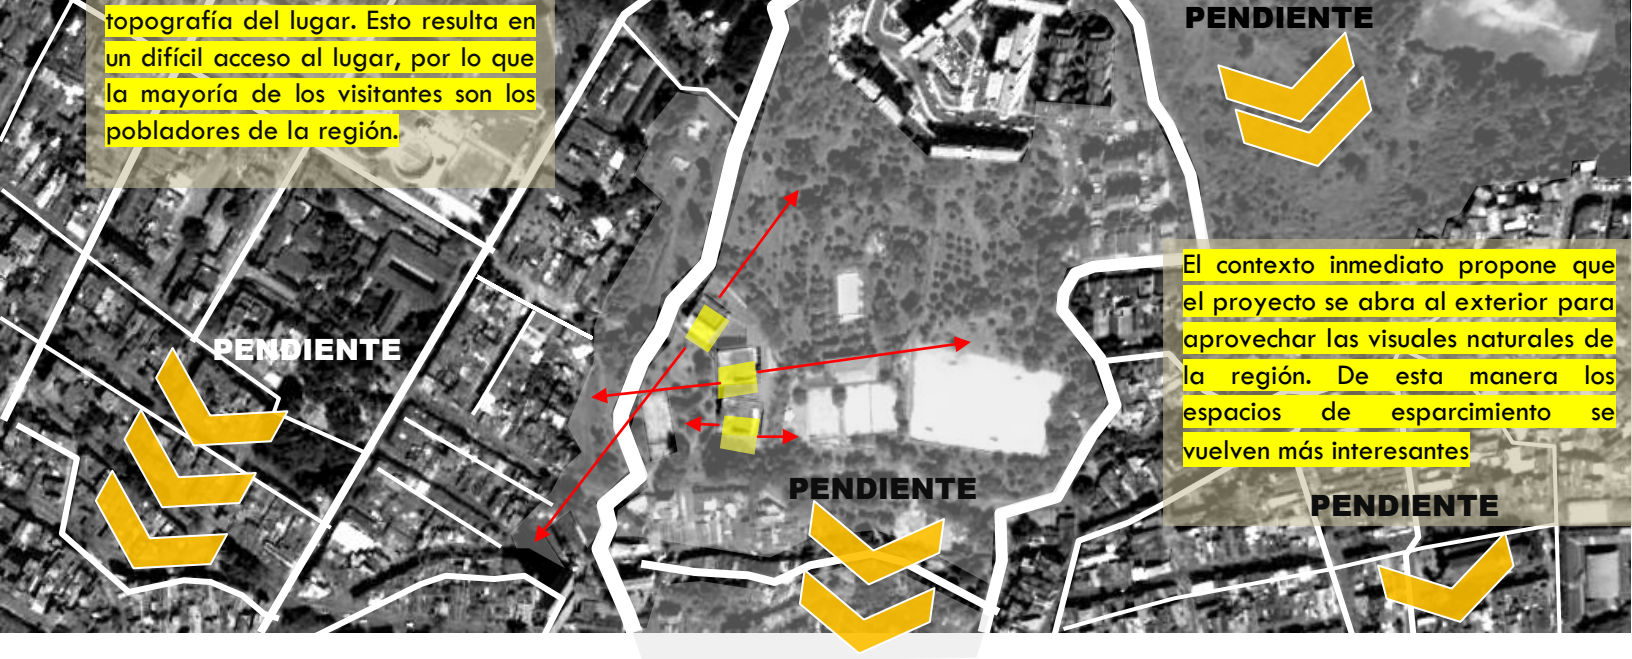 topografía del lugar. Esto resulta en
un difícil acceso al lugar, por lo que
la mayoría de los visitantes son los
pobladores de la región.
PENDIENTE
El contexto inmediato propone que
el proyecto se abra al exterior para
aprovechar las visuales naturales de
la región. De esta manera los
espacios de esparcimiento se
vuelven más interesantes
PENDIENTE
PENDIENTE
PENDIENTE